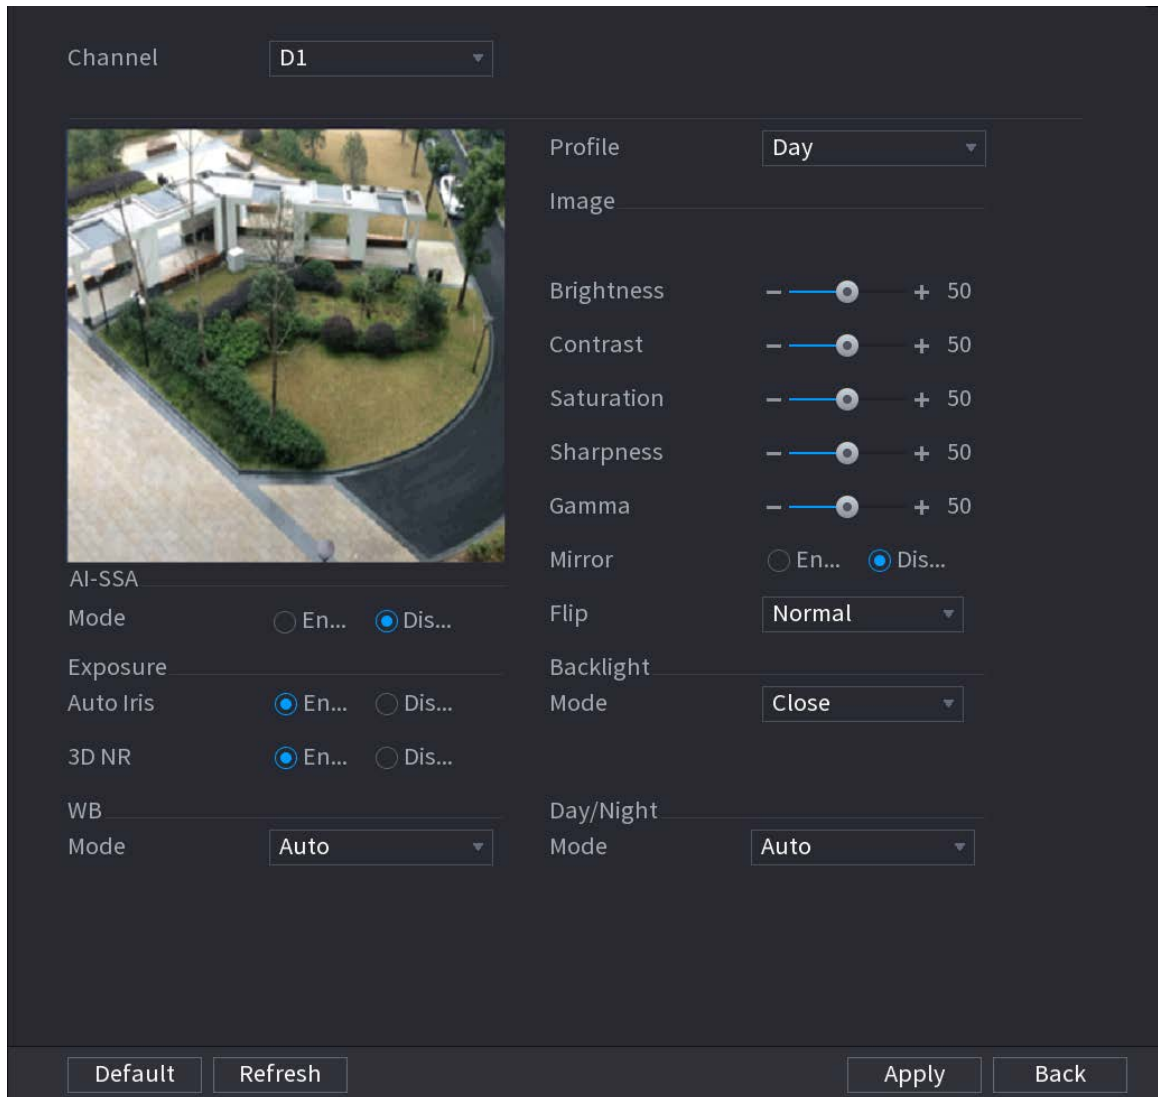 Channel D1
Profile Day
Image
Brightness - + 50
Contrast - + 50
Saturation - + 50
Sharpness - + 50
Gamma - + 50
Mirror En... Dis...
AI-SSA
Mode En... Dis...
Flip Normal
Exposure
Backlight
Auto Iris En... Dis...
Mode Close
3D NR En... Dis...
WB
Day/Night
Mode Auto
Mode Auto
Default Refresh Apply Back